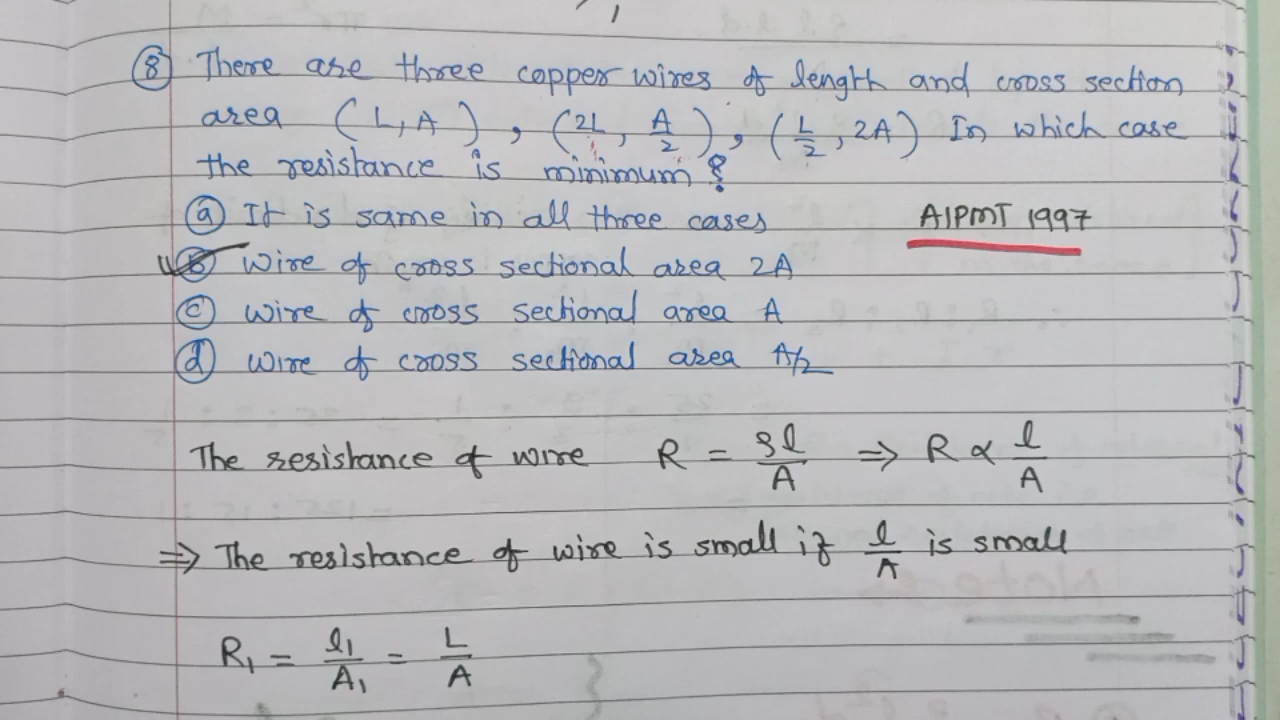 ⑧ There are three copper wires of length and cross section
area (L, A), (2L, A/2), (L/2, 2A) In which case
the resistance is minimum?
ⓐ It is same in all three cases
AIPMT 1997
ⓑ wire of cross sectional area 2A
ⓒ wire of cross sectional area A
ⓓ wire of cross sectional area A/2
The resistance of wire R = ρl/A ⇒ R ∝ l/A
⇒ The resistance of wire is small if l/A is small
R₁ = l₁/A₁ = L/A